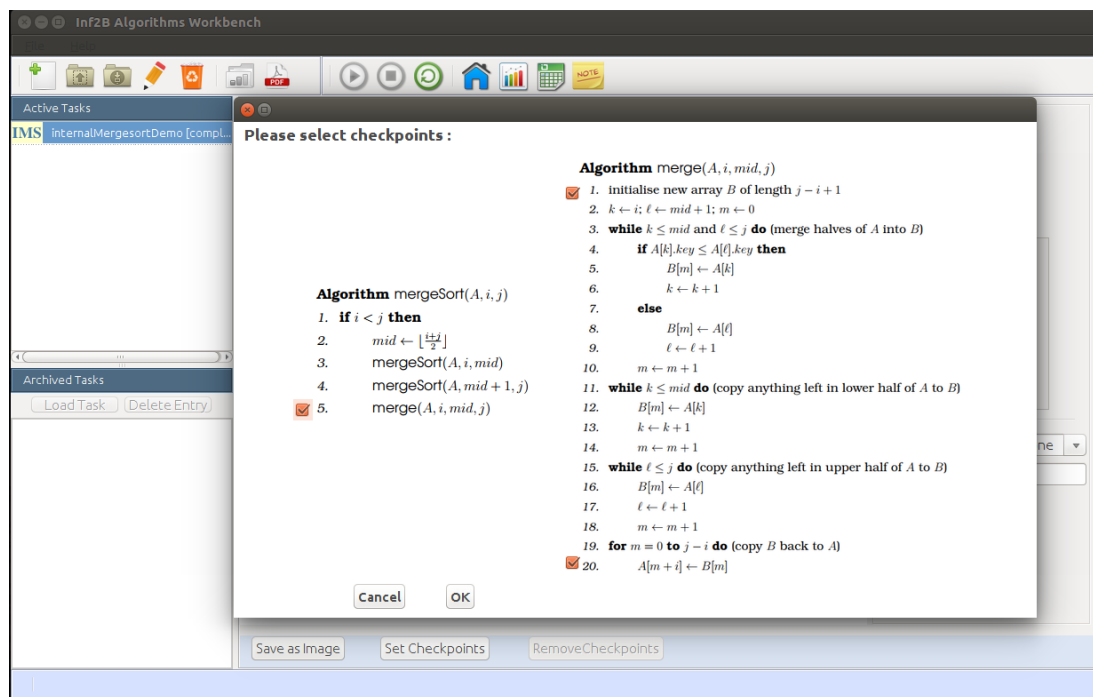 Inf2B Algorithms Workbench
File Help
PDF
NOTE
Active Tasks
IMS internalMergesortDemo [compl...
Please select checkpoints :
Algorithm mergeSort(A, i, j)
1. if i < j then
2. mid ← ⌊(i+j)/2⌋
3. mergeSort(A, i, mid)
4. mergeSort(A, mid + 1, j)
5. merge(A, i, mid, j)
Algorithm merge(A, i, mid, j)
1. initialise new array B of length j − i + 1
2. k ← i; ℓ ← mid + 1; m ← 0
3. while k ≤ mid and ℓ ≤ j do (merge halves of A into B)
4. if A[k].key ≤ A[ℓ].key then
5. B[m] ← A[k]
6. k ← k + 1
7. else
8. B[m] ← A[ℓ]
9. ℓ ← ℓ + 1
10. m ← m + 1
11. while k ≤ mid do (copy anything left in lower half of A to B)
12. B[m] ← A[k]
13. k ← k + 1
14. m ← m + 1
15. while ℓ ≤ j do (copy anything left in upper half of A to B)
16. B[m] ← A[ℓ]
17. ℓ ← ℓ + 1
18. m ← m + 1
19. for m = 0 to j − i do (copy B back to A)
20. A[m + i] ← B[m]
Cancel OK
Archived Tasks
Load Task Delete Entry
ne
Save as Image Set Checkpoints RemoveCheckpoints